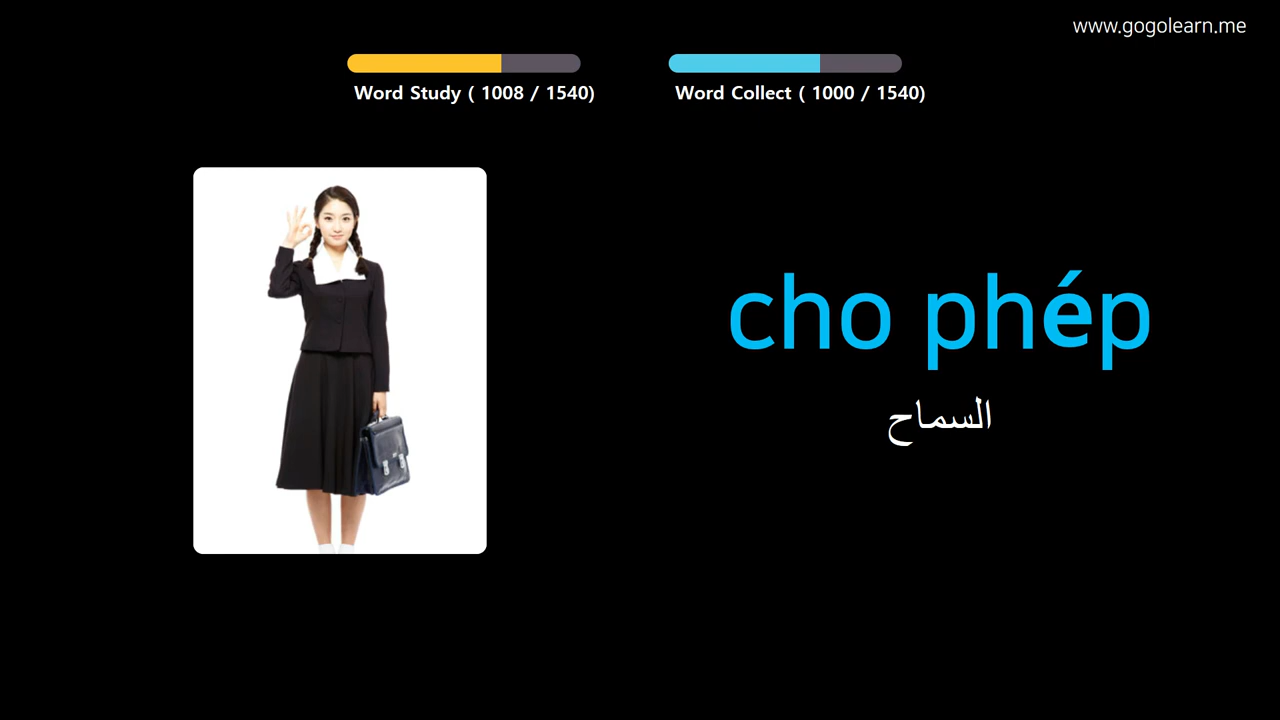 www.gogolearn.me
Word Study ( 1008 / 1540)
Word Collect ( 1000 / 1540)
cho phép
السماح